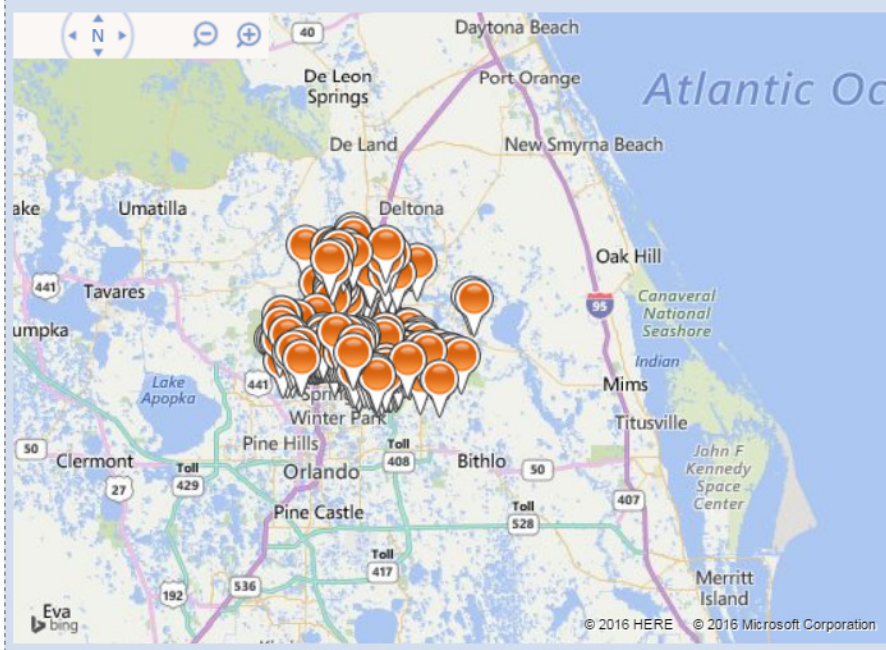 N
40
Daytona Beach
De Leon
Springs
Port Orange
Atlantic Oc
De Land
New Smyrna Beach
ake
Umatilla
Deltona
Oak Hill
441
Tavares
95
Canaveral
National
Seashore
umpka
Indian
Lake
Apopka
441
Mims
Spring
Winter Park
Titusville
50
Pine Hills
Toll
408
John F
Kennedy
Space
Center
Clermont
Toll
429
Orlando
Bithlo
50
27
407
Pine Castle
Toll
528
Toll
417
192
536
Merritt
Island
Eva
bing
© 2016 HERE
© 2016 Microsoft Corporation